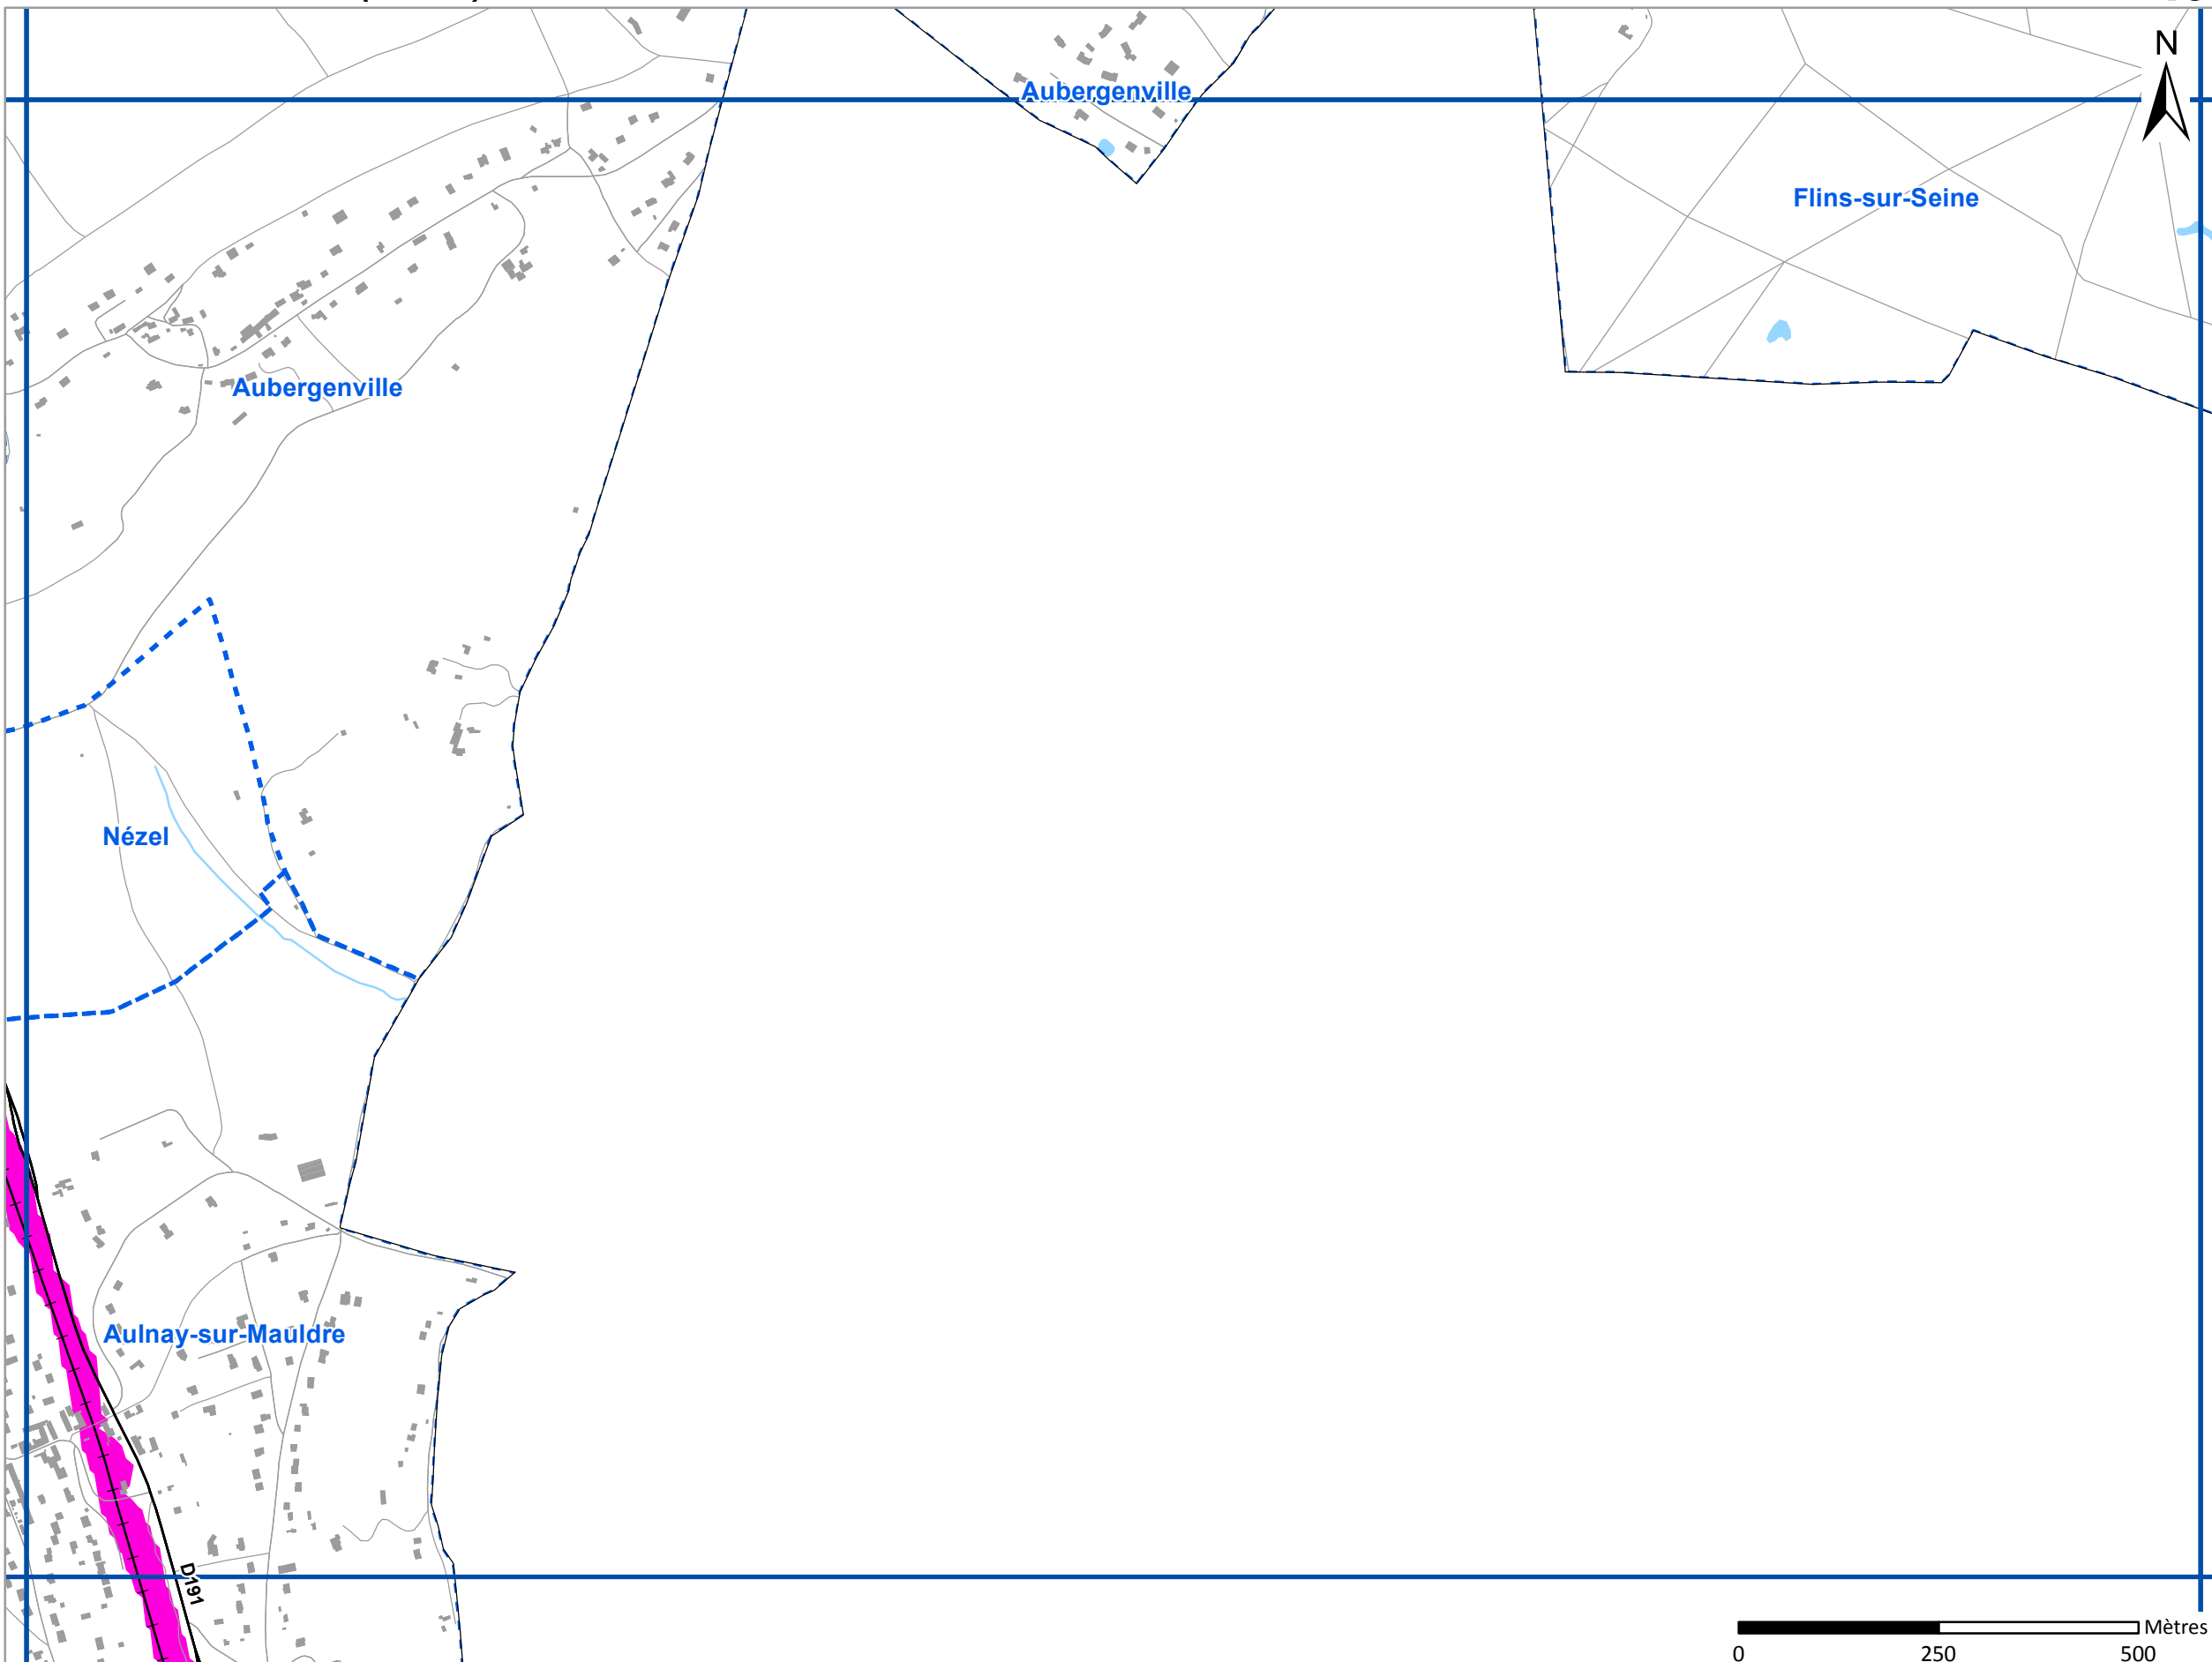 N
Aubergenville
Flins-sur-Seine
Aubergenville
Nézel
Aulnay-sur-Mauldre
D191
Mètres
0 250 500